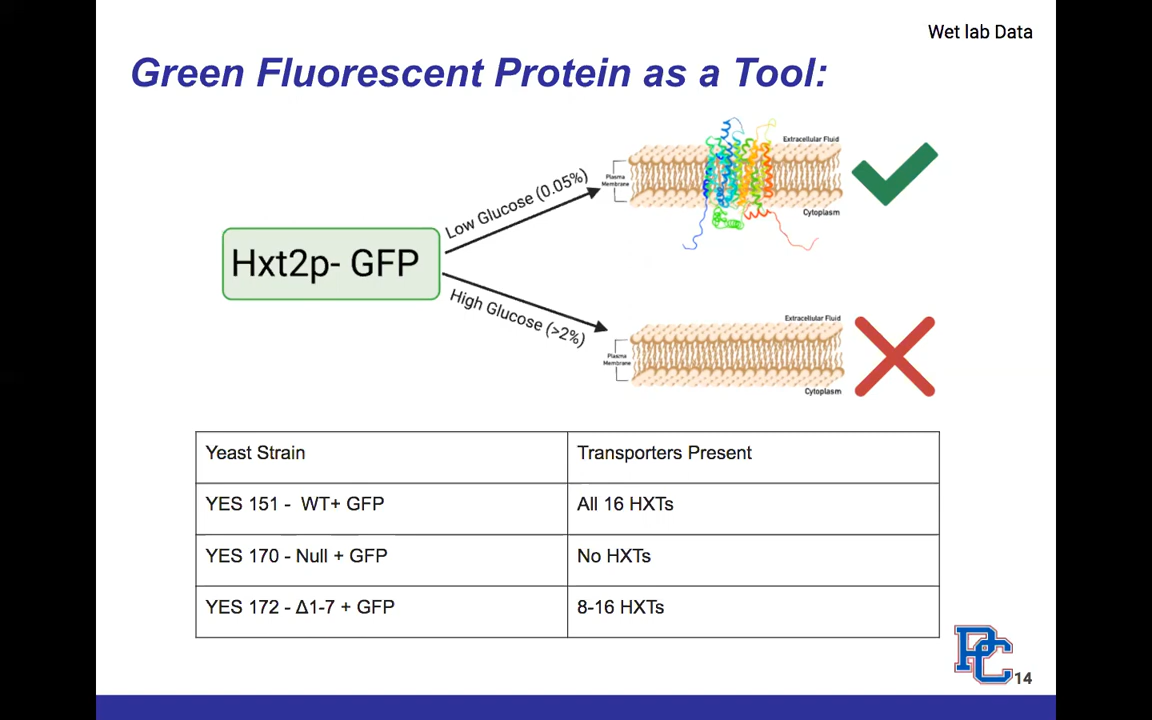 Wet lab Data
Green Fluorescent Protein as a Tool:
Extracellular Fluid
Plasma
Membrane
Cytoplasm
Low Glucose (0.05%)
Hxt2p- GFP
High Glucose (>2%)
Extracellular Fluid
Plasma
Membrane
Cytoplasm
Yeast Strain
Transporters Present
YES 151 - WT+ GFP
All 16 HXTs
YES 170 - Null + GFP
No HXTs
YES 172 - Δ1-7 + GFP
8-16 HXTs
PC
14